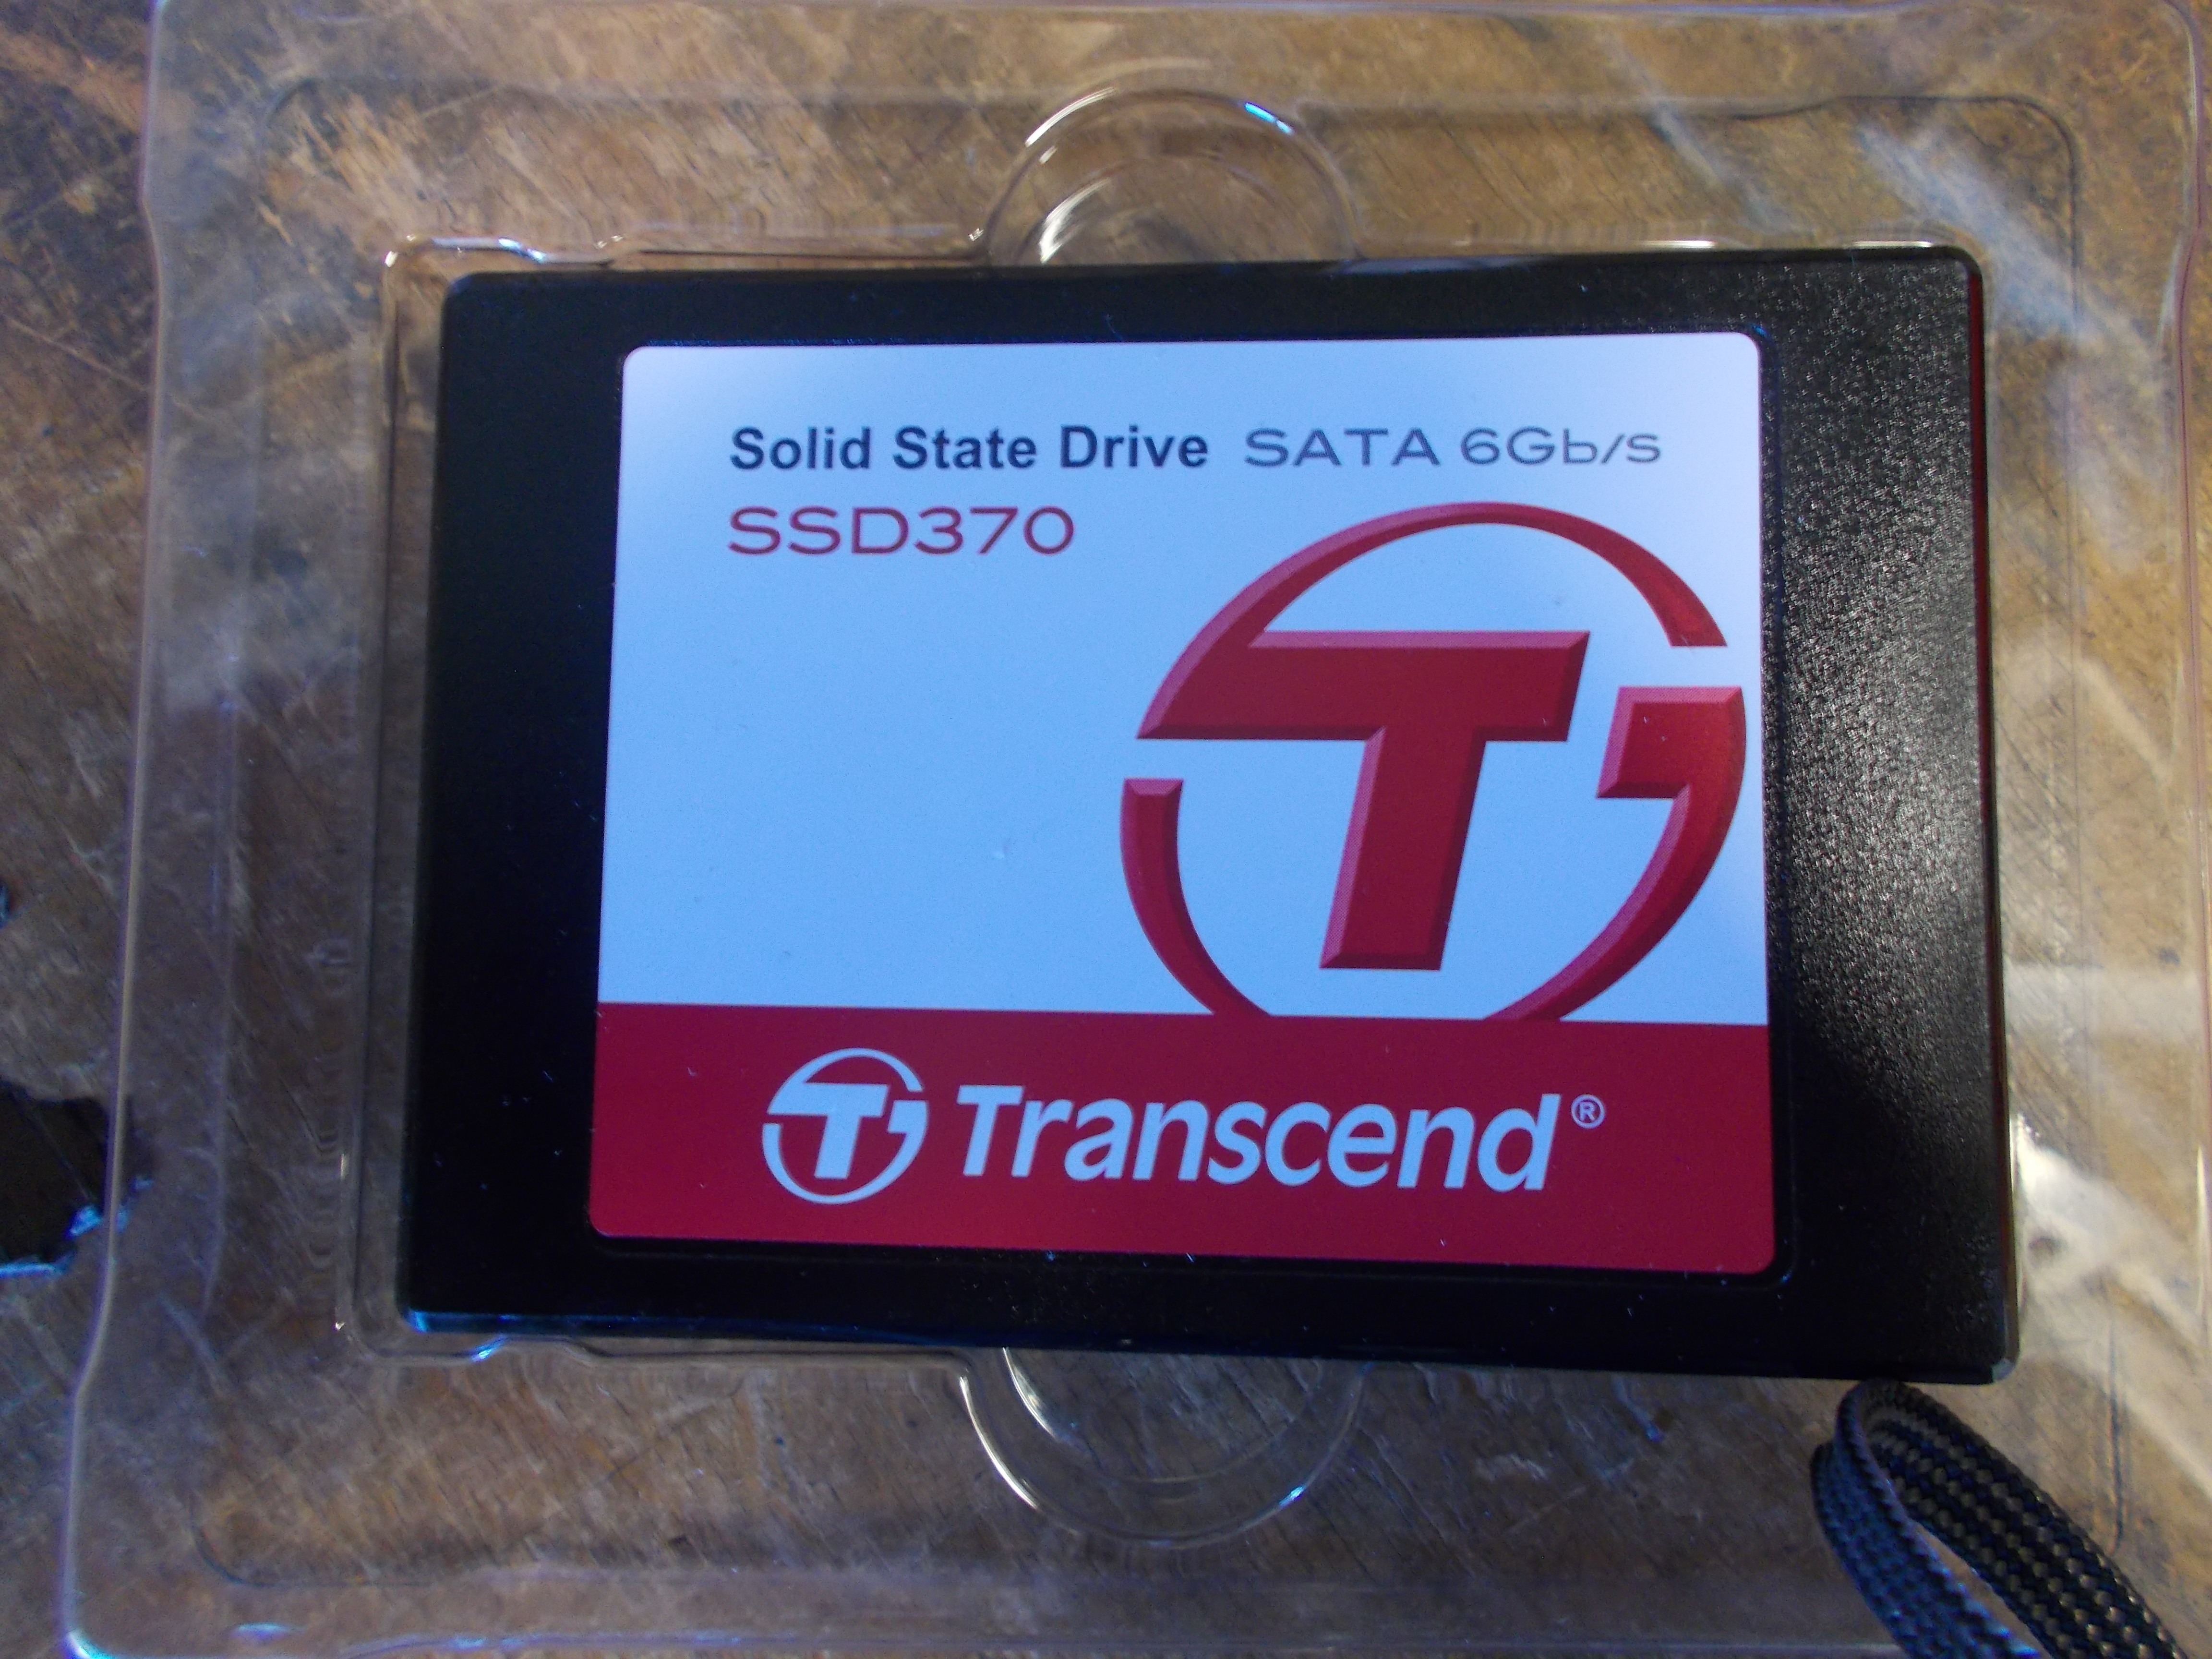 Solid State Drive SATA 6Gb/s
SSD370
Transcend®